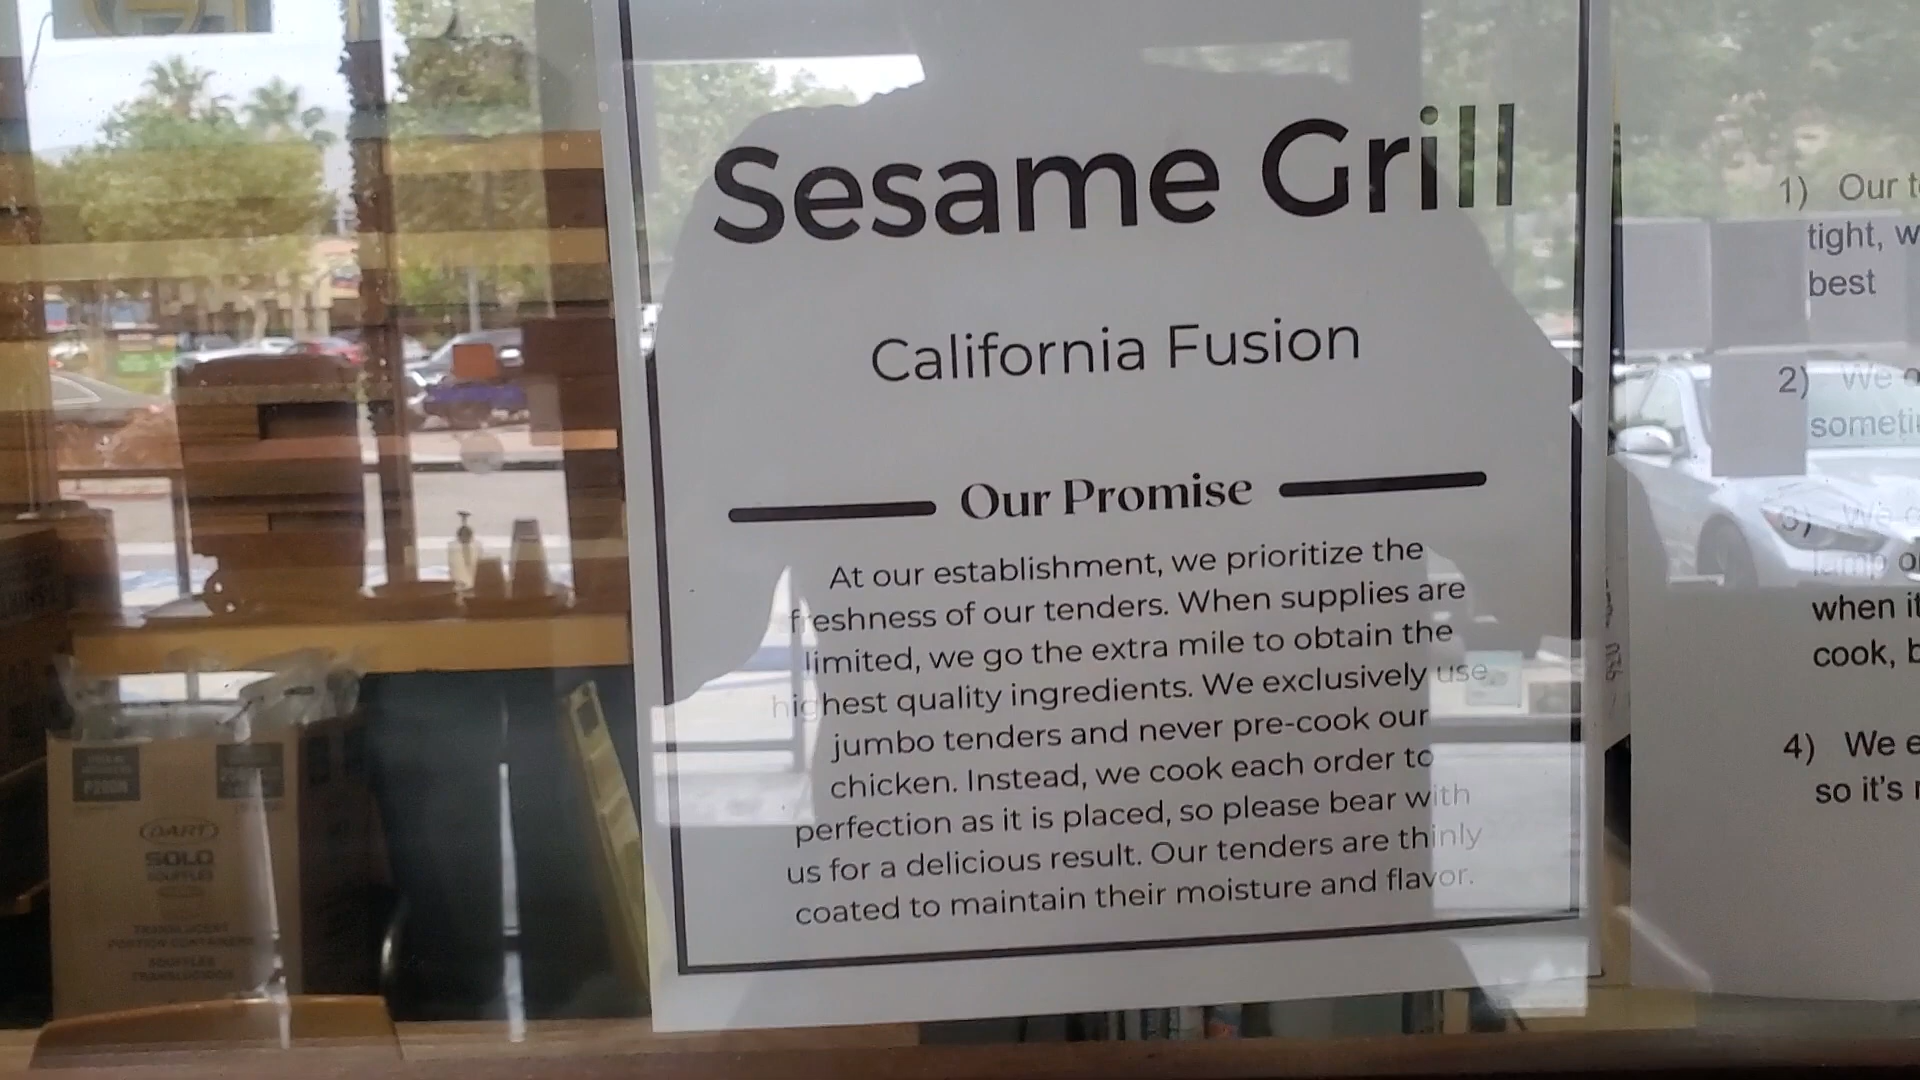 Sesame Grill
California Fusion
Our Promise
At our establishment, we prioritize the
freshness of our tenders. When supplies are
limited, we go the extra mile to obtain the
highest quality ingredients. We exclusively use
jumbo tenders and never pre-cook our
chicken. Instead, we cook each order to
perfection as it is placed, so please bear with
us for a delicious result. Our tenders are thinly
coated to maintain their moisture and flavor.
1) Our
tight,
best
2) We
3) We
when
cook,
4) We
so it's
DART
SOLO